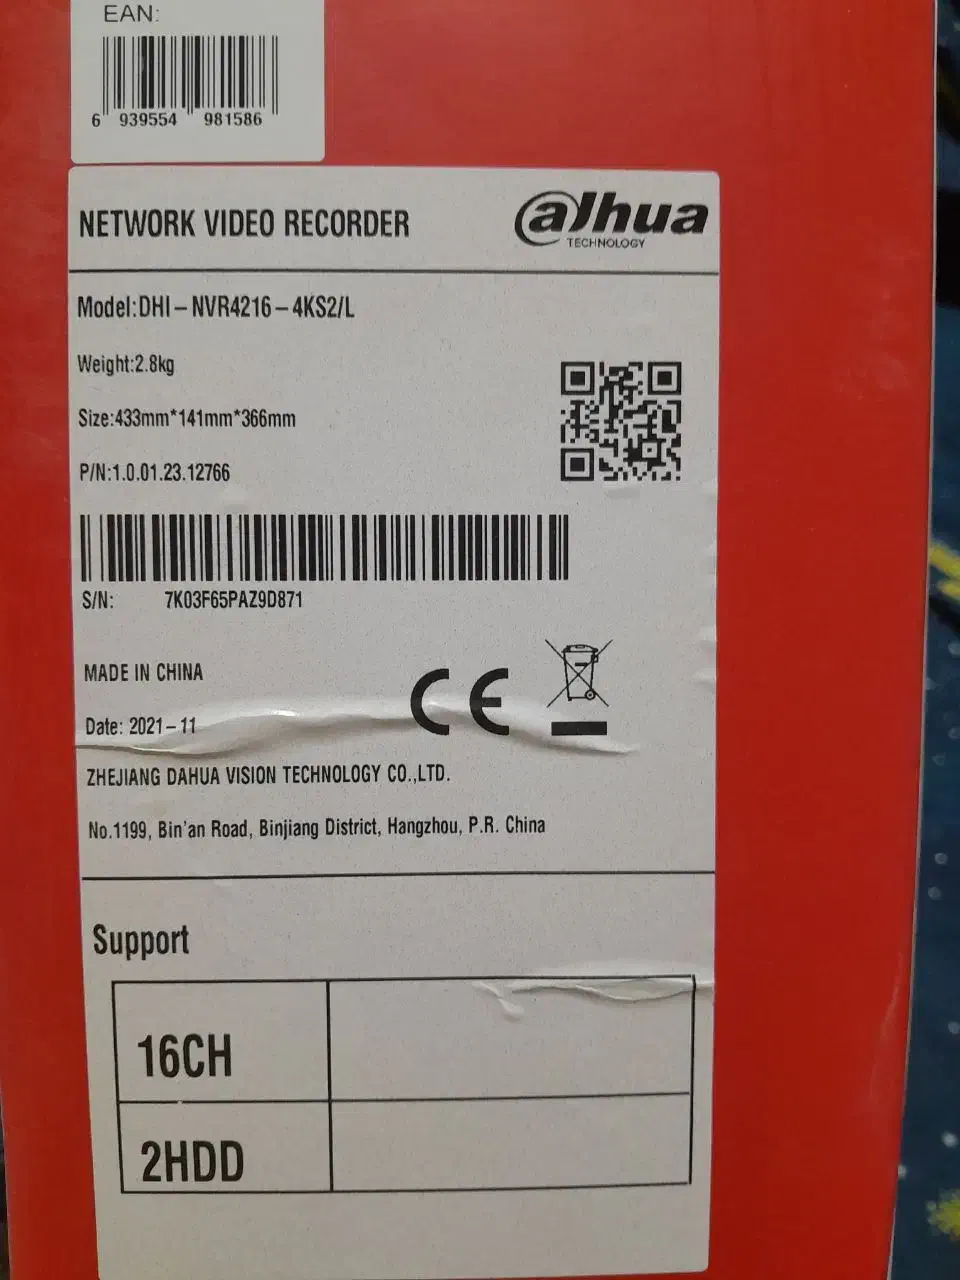 EAN:
6 939554 981586
NETWORK VIDEO RECORDER
alhua
TECHNOLOGY
Model:DHI-NVR4216-4KS2/L
Weight:2.8kg
Size:433mm*141mm*366mm
P/N:1.0.01.23.12766
S/N: 7K03F65PAZ9D871
MADE IN CHINA
CE
Date: 2021-11
ZHEJIANG DAHUA VISION TECHNOLOGY CO.,LTD.
No.1199, Bin'an Road, Binjiang District, Hangzhou, P.R. China
Support
16CH
2HDD